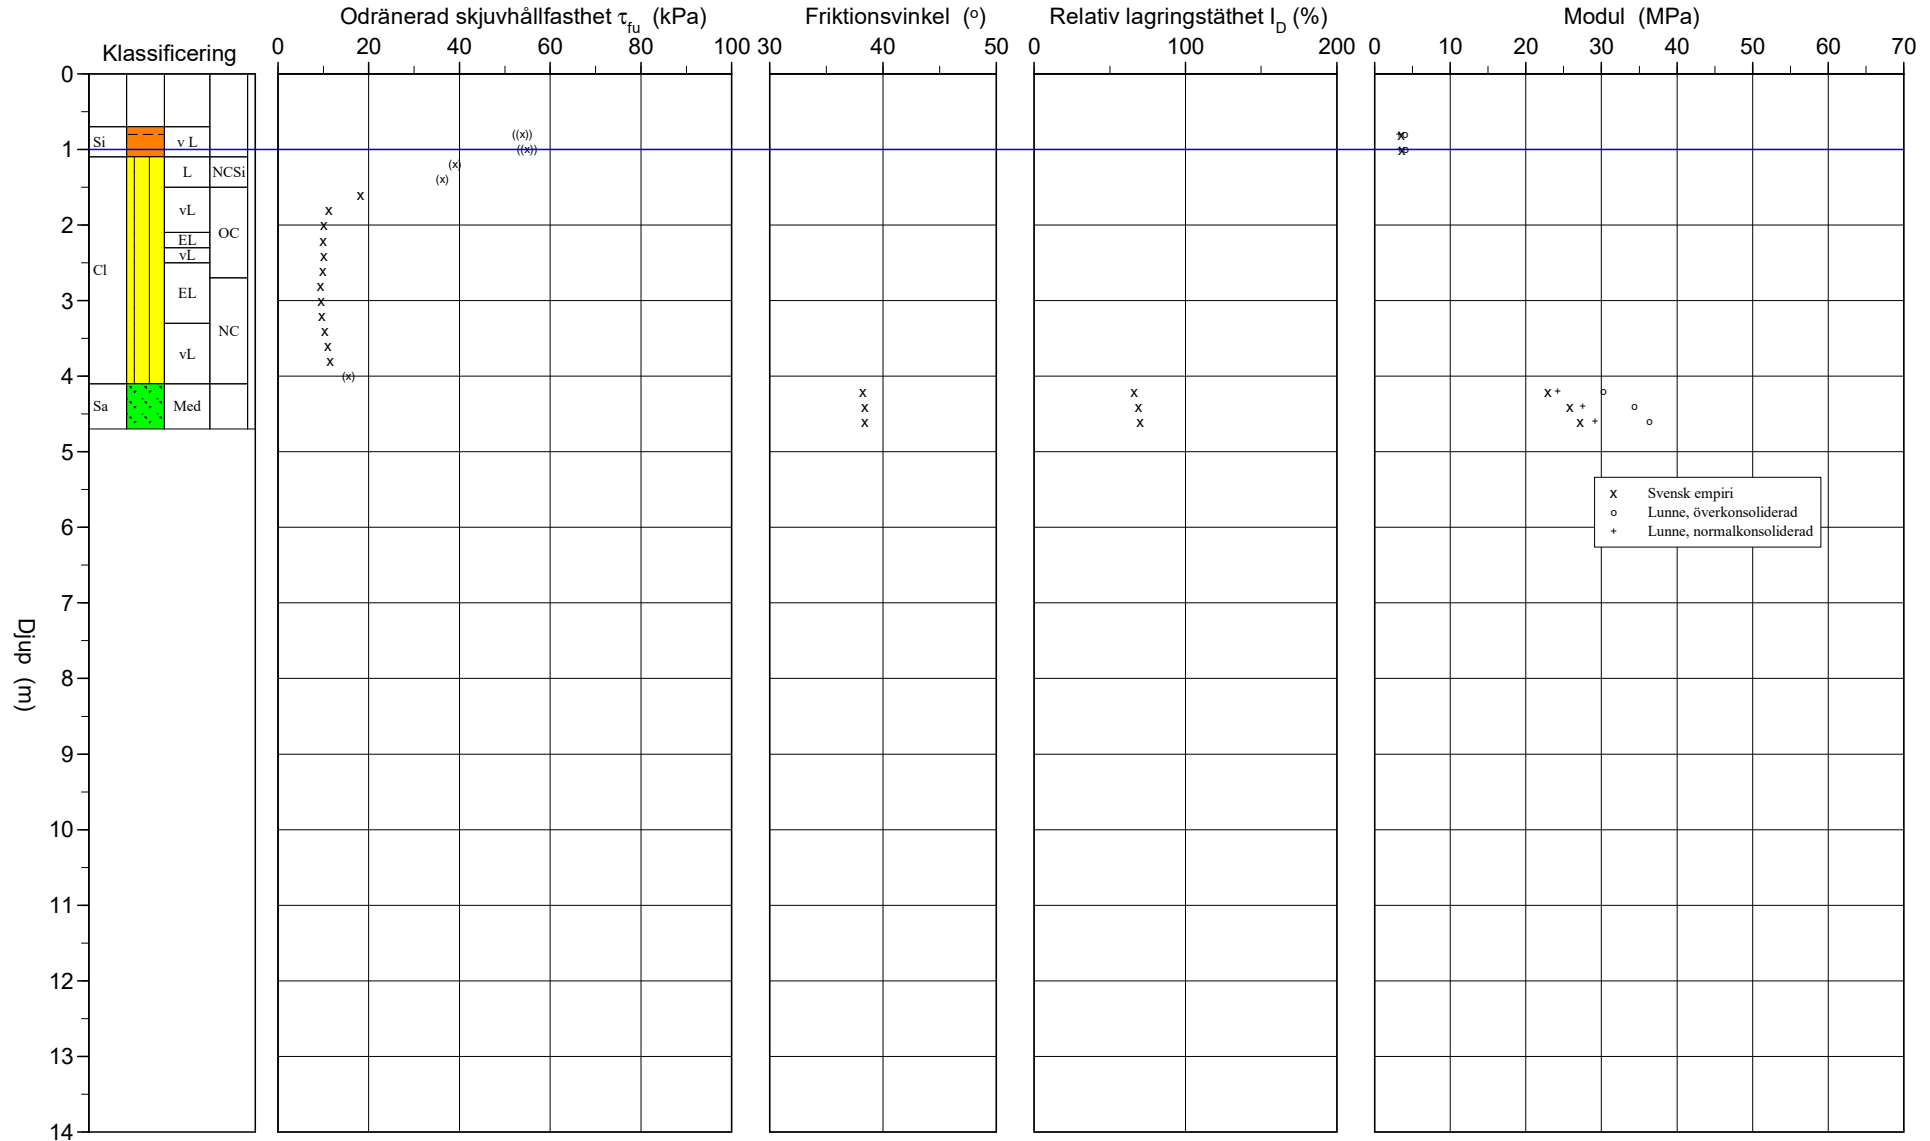 Odränerad skjuvhållfasthet τfu (kPa)
Friktionsvinkel (o)
Relativ lagringstäthet ID (%)
Modul (MPa)
Klassificering
0 20 40 60 80 100
30 40 50
0 100 200
0 10 20 30 40 50 60 70
0
1
2
3
4
5
6
7
8
9
10
11
12
13
14
Djup (m)
Si v L
L NCSi
vL
OC
EL
vL
Cl
EL
NC
vL
Sa Med
((x))
((x))
(x)
(x)
x
x
x
x
x
x
x
x
x
x
x
x
(x)
x Svensk empiri
o Lunne, överkonsoliderad
+ Lunne, normalkonsoliderad